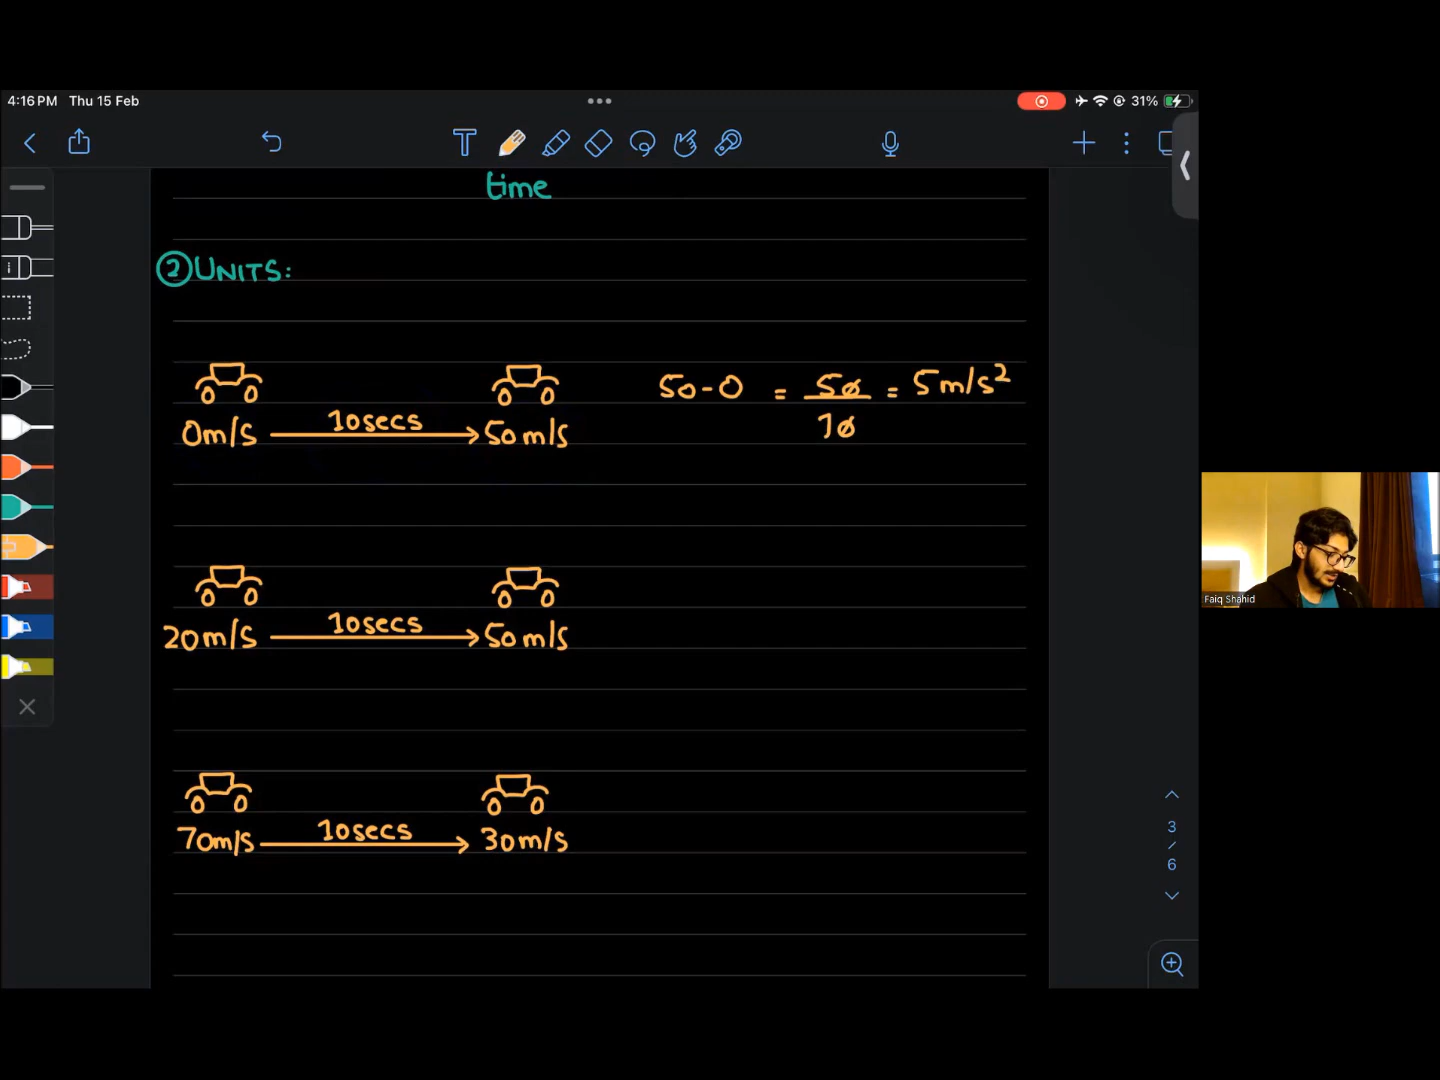 4:16 PM Thu 15 Feb
31%
time
② UNITS:
50-0 = 50/10 = 5m/s²
0m/s 10secs 50m/s
20m/s 10secs 50m/s
70m/s 10secs 30m/s
3
/
6
Faiq Shahid